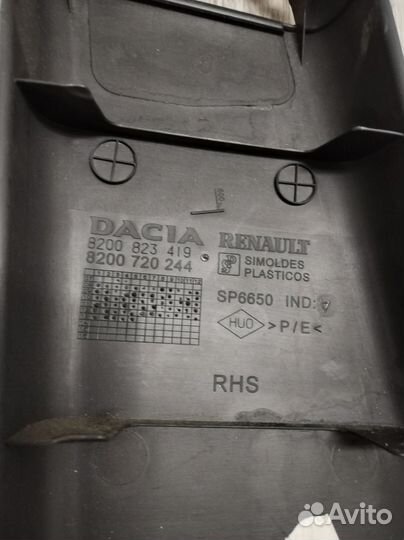 DACIA RENAULT
8200 823 419 SIMOLDES
8200 720 244 PLASTICOS
SP6650 IND:
HUO >P/E<
RHS
Avito